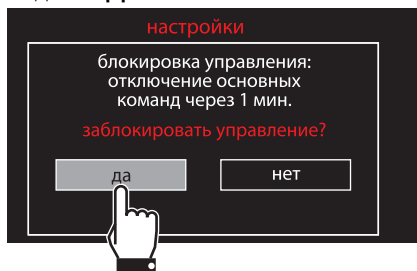 настройки
блокировка управления:
отключение основных
команд через 1 мин.
заблокировать управление?
да
нет